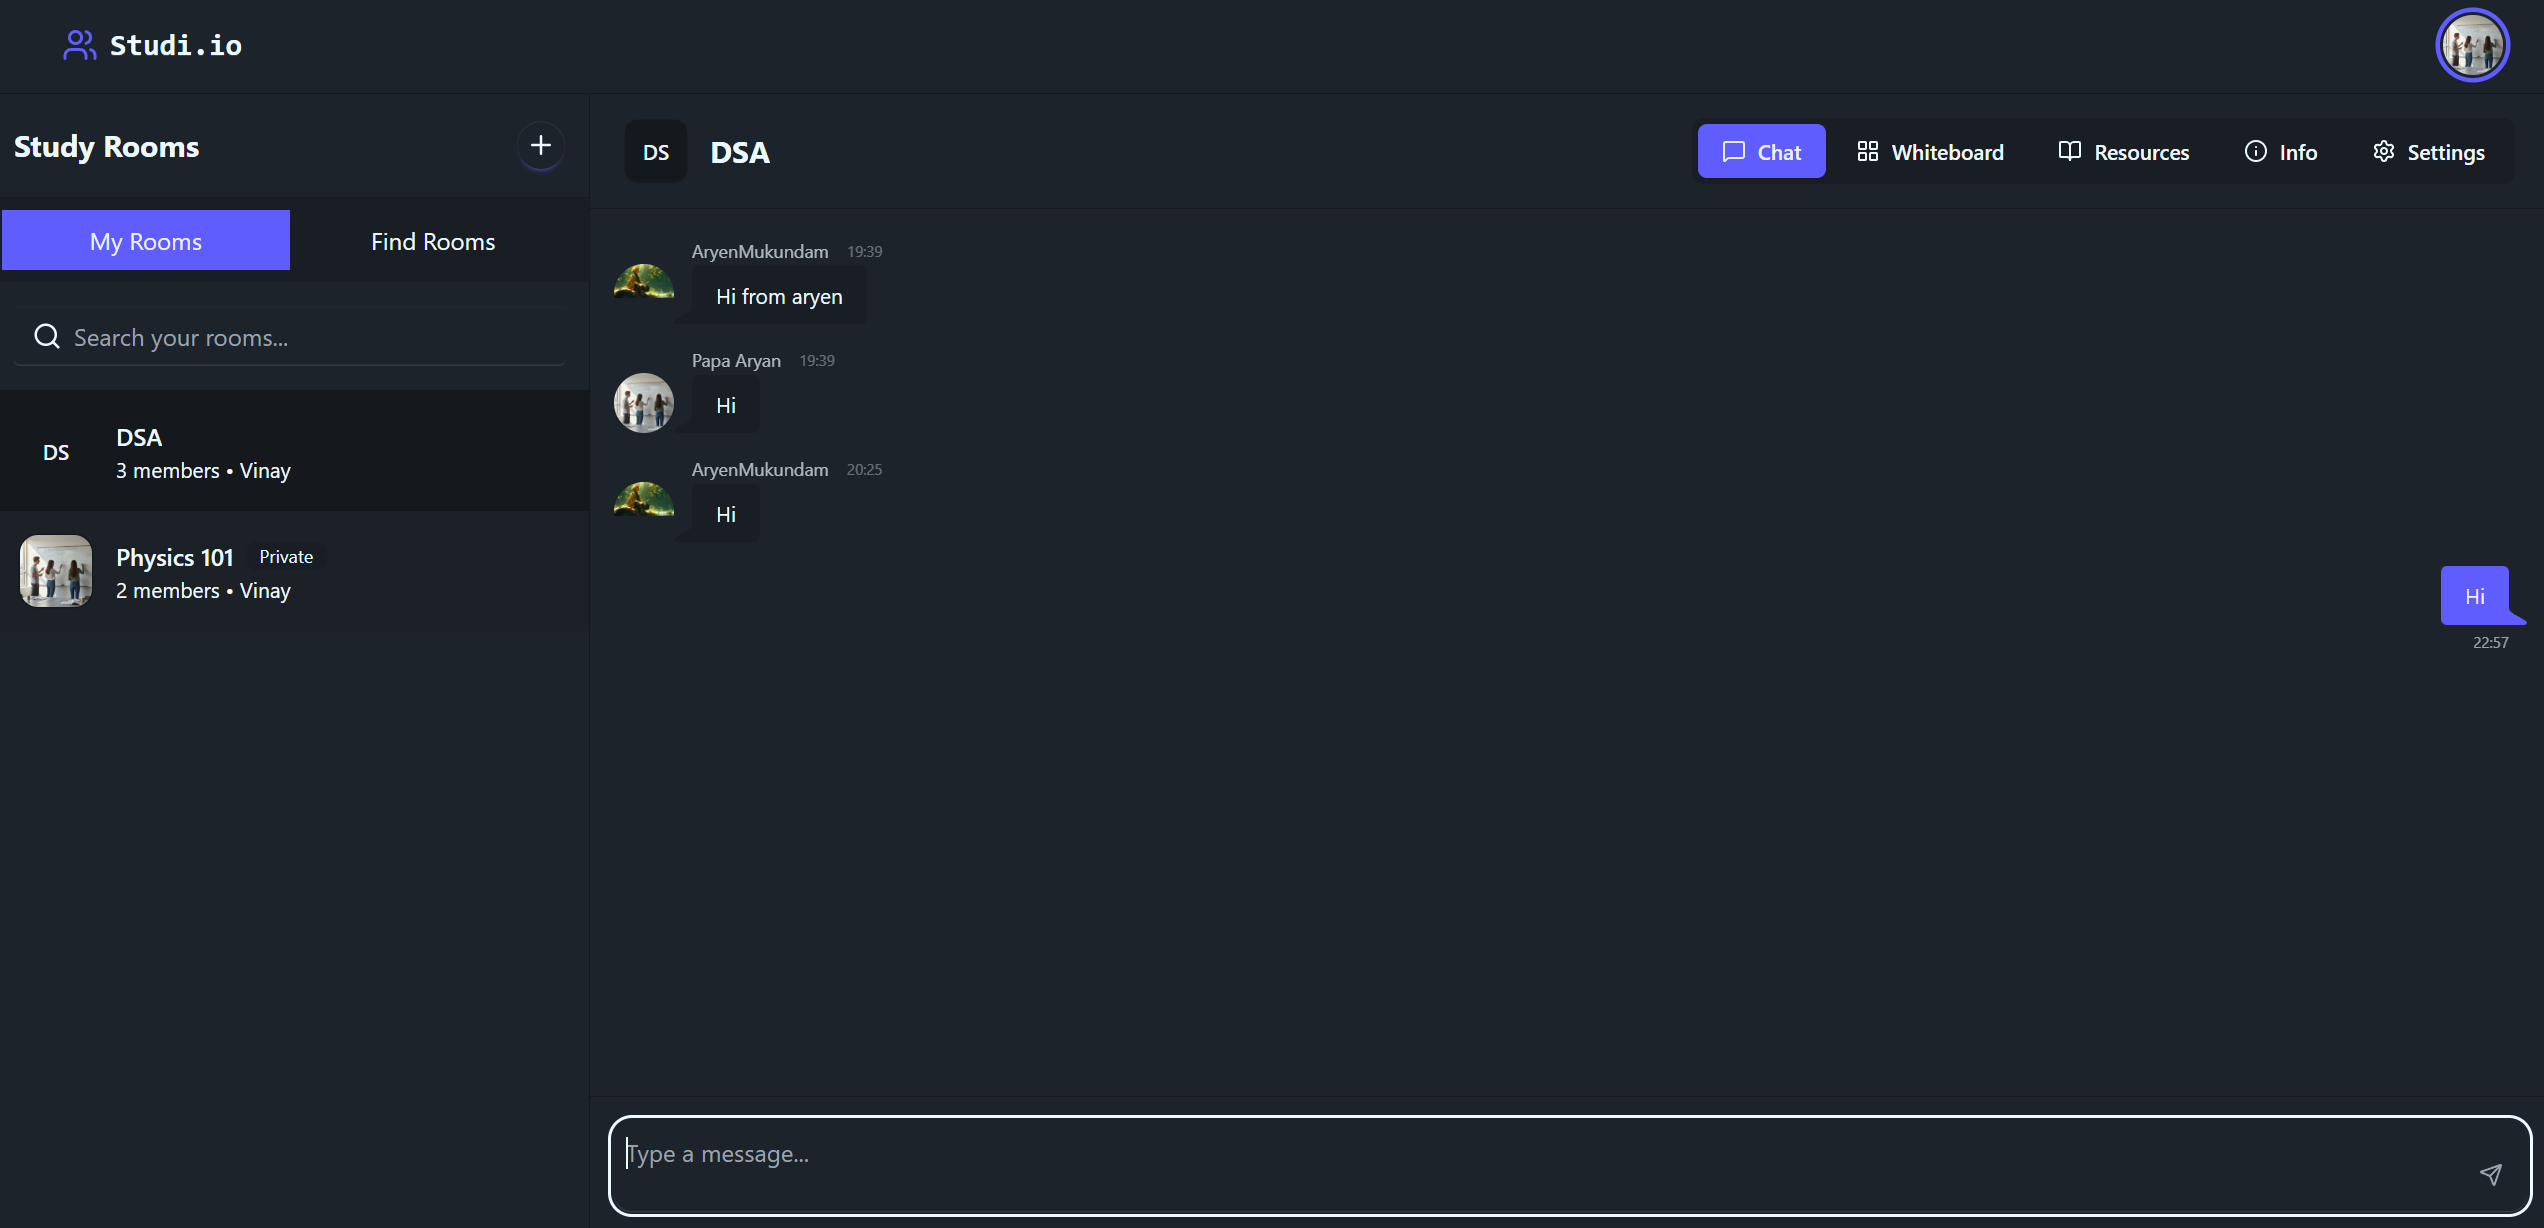 Studi.io
Study Rooms
My Rooms
Find Rooms
Search your rooms...
DS
DSA
3 members • Vinay
Physics 101
Private
2 members • Vinay
DS
DSA
Chat
Whiteboard
Resources
Info
Settings
AryenMukundam 19:39
Hi from aryen
Papa Aryan 19:39
Hi
AryenMukundam 20:25
Hi
Hi
22:57
Type a message...